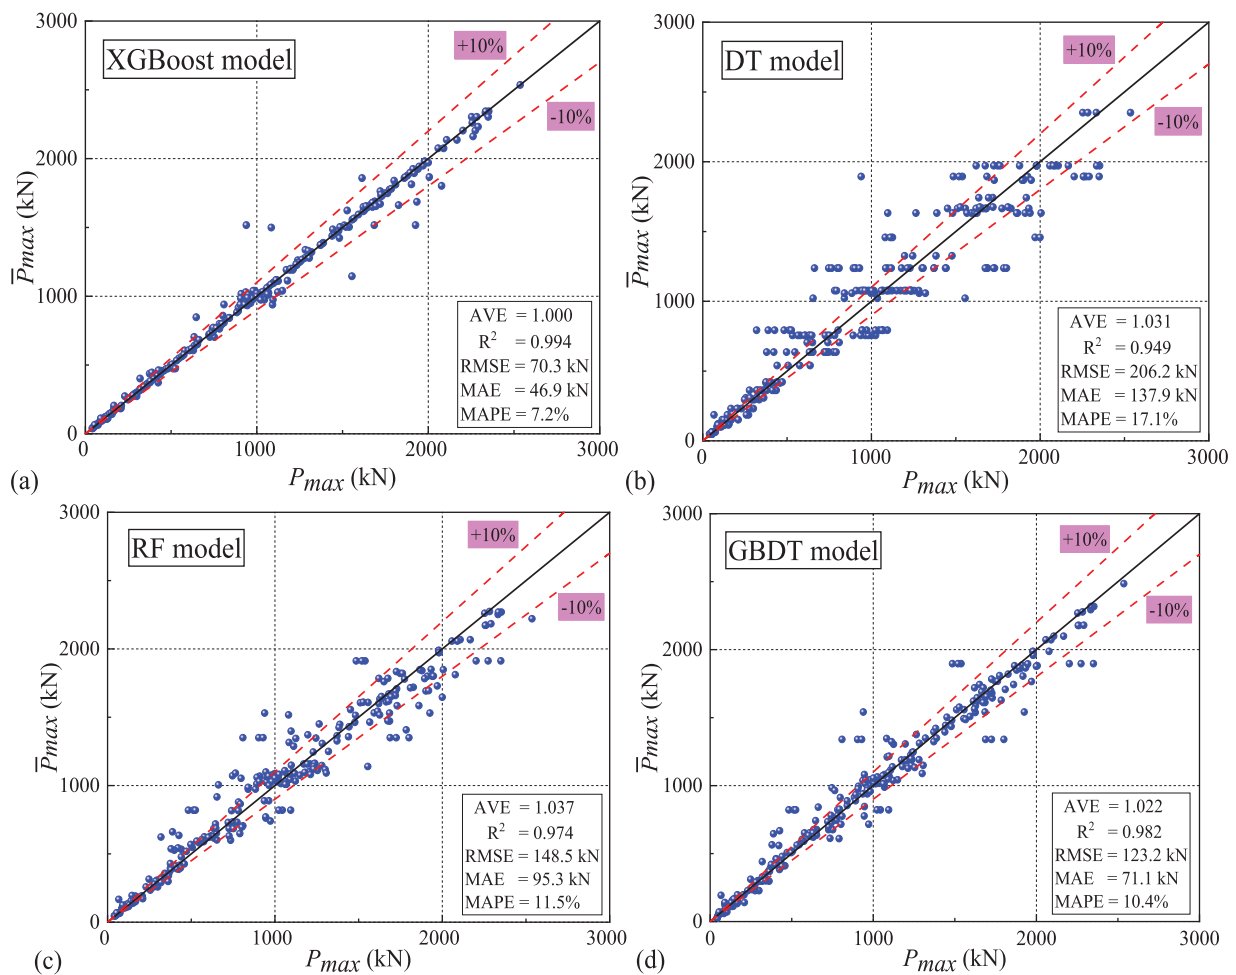 XGBoost model
+10%
-10%
P̅max (kN)
3000
2000
1000
0
AVE = 1.000
R² = 0.994
RMSE = 70.3 kN
MAE = 46.9 kN
MAPE = 7.2%
0 1000 2000 3000
(a)
Pmax (kN)
DT model
+10%
-10%
P̅max (kN)
3000
2000
1000
0
AVE = 1.031
R² = 0.949
RMSE = 206.2 kN
MAE = 137.9 kN
MAPE = 17.1%
0 1000 2000 3000
(b)
Pmax (kN)
RF model
+10%
-10%
P̅max (kN)
3000
2000
1000
0
AVE = 1.037
R² = 0.974
RMSE = 148.5 kN
MAE = 95.3 kN
MAPE = 11.5%
0 1000 2000 3000
(c)
Pmax (kN)
GBDT model
+10%
-10%
P̅max (kN)
3000
2000
1000
0
AVE = 1.022
R² = 0.982
RMSE = 123.2 kN
MAE = 71.1 kN
MAPE = 10.4%
0 1000 2000 3000
(d)
Pmax (kN)